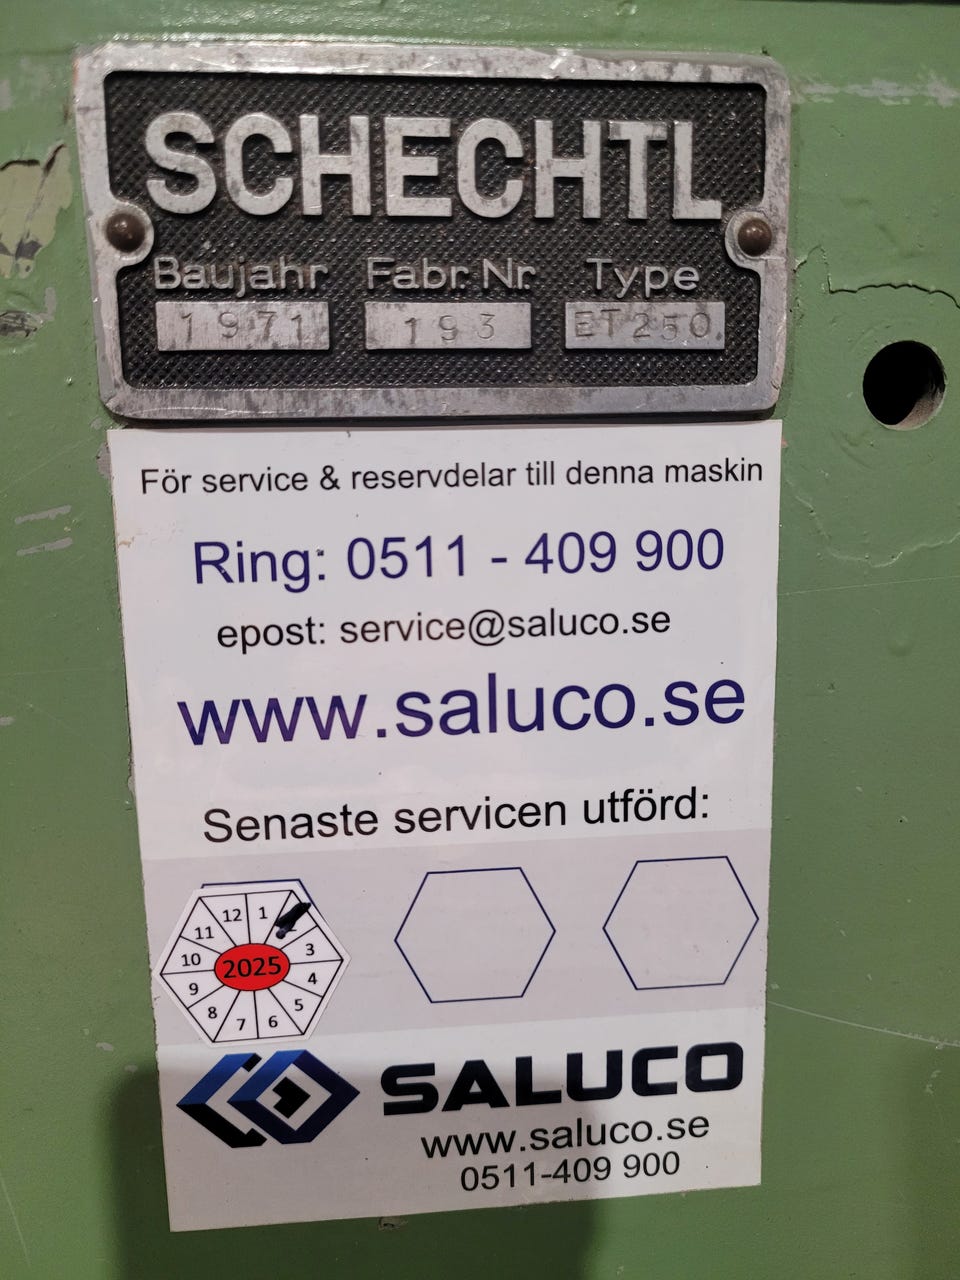 SCHECHTL
Baujahr Fabr. Nr. Type
1971 193 ET250
För service & reservdelar till denna maskin
Ring: 0511 - 409 900
epost: service@saluco.se
www.saluco.se
Senaste servicen utförd:
12 1
11 3
10 2025 4
9 5
8 7 6
SALUCO
www.saluco.se
0511-409 900